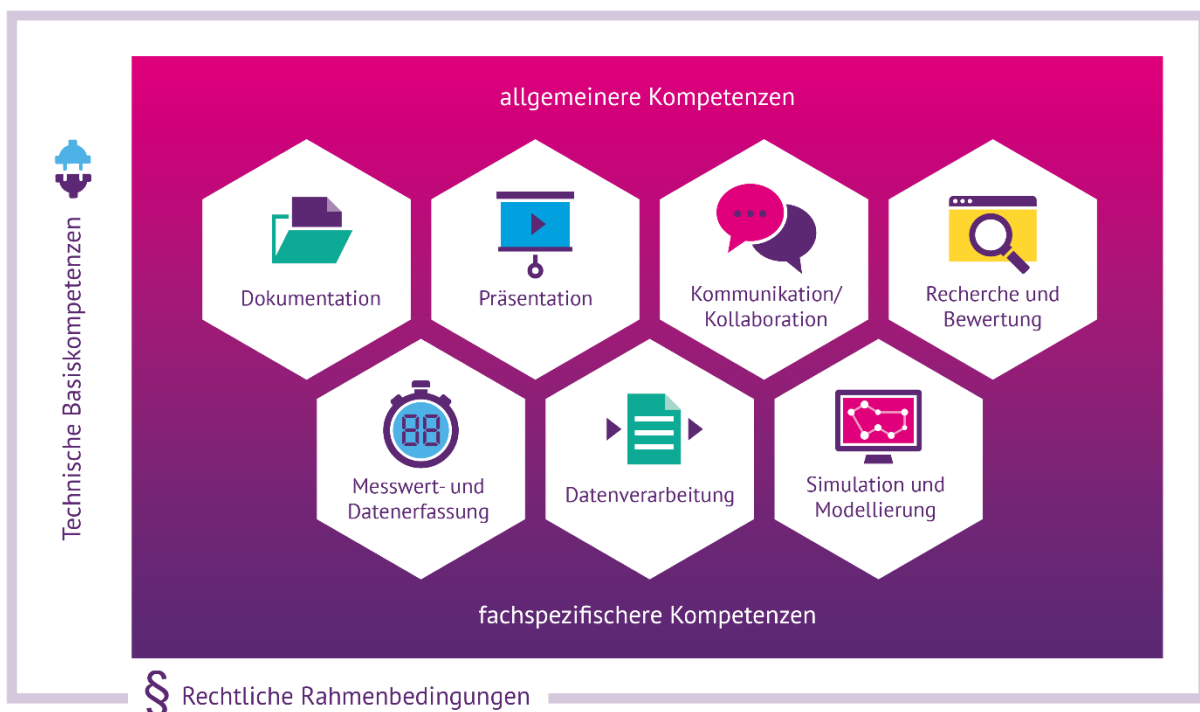 allgemeinere Kompetenzen
Technische Basiskompetenzen
Dokumentation
Präsentation
Kommunikation/
Kollaboration
Recherche und
Bewertung
88
Messwert- und
Datenerfassung
Datenverarbeitung
Simulation und
Modellierung
fachspezifischere Kompetenzen
§ Rechtliche Rahmenbedingungen